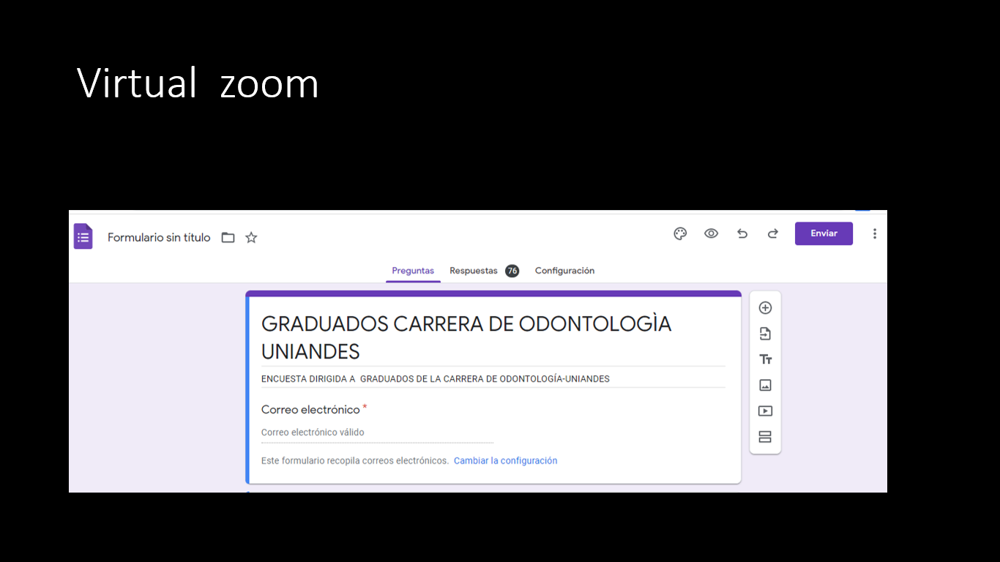 Virtual zoom
Formulario sin título
Enviar
Preguntas Respuestas 76 Configuración
GRADUADOS CARRERA DE ODONTOLOGÌA
UNIANDES
ENCUESTA DIRIGIDA A GRADUADOS DE LA CARRERA DE ODONTOLOGÍA-UNIANDES
Correo electrónico *
Correo electrónico válido
Este formulario recopila correos electrónicos. Cambiar la configuración
Tt